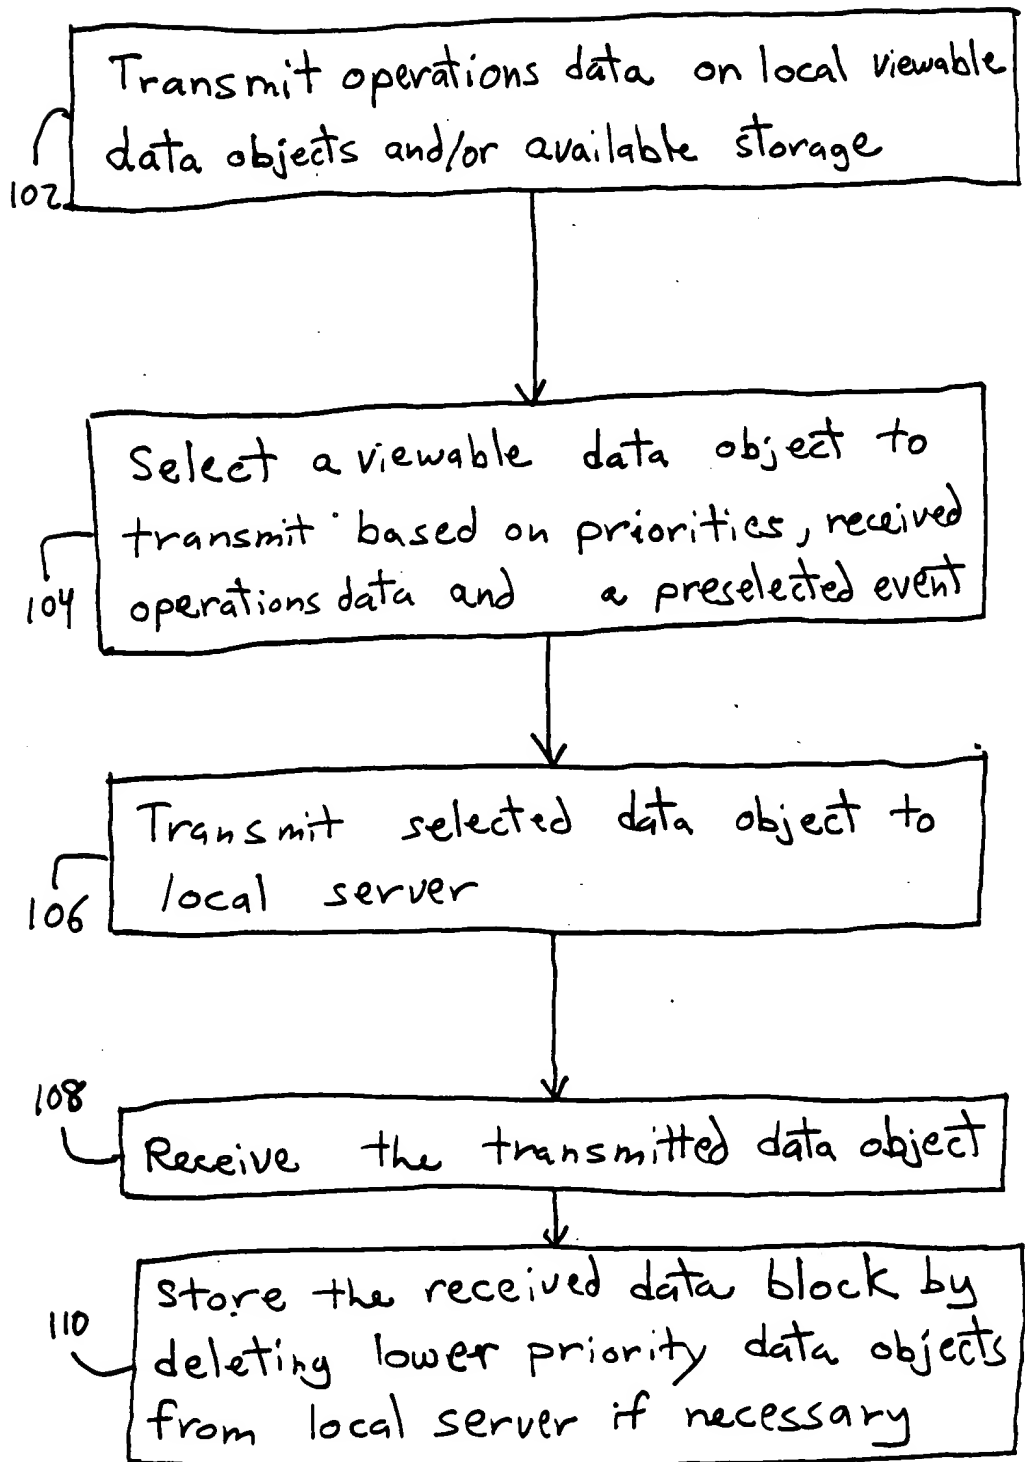 Transmit operations data on local viewable
data objects and/or available storage
102
Select a viewable data object to
transmit based on priorities, received
operations data and a preselected event
104
Transmit selected data object to
local server
106
108
Receive the transmitted data object
Store the received data block by
110
deleting lower priority data objects
from local server if necessary